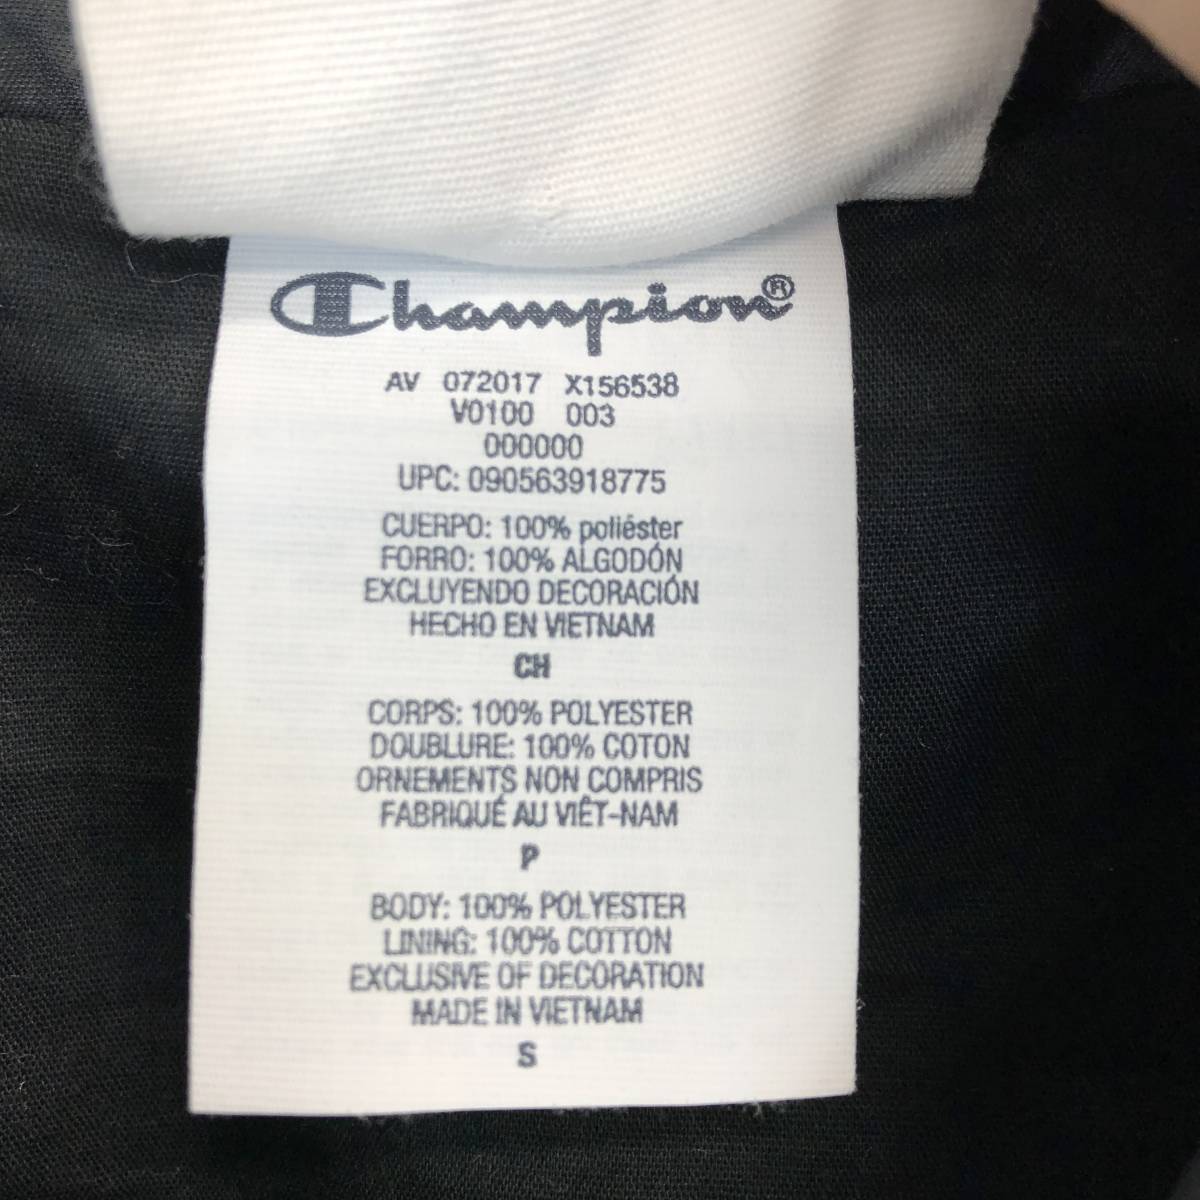 Champion®
AV 072017 X156538
V0100 003
000000
UPC: 090563918775
CUERPO: 100% poliéster
FORRO: 100% ALGODÓN
EXCLUYENDO DECORACIÓN
HECHO EN VIETNAM
CH
CORPS: 100% POLYESTER
DOUBLURE: 100% COTON
ORNEMENTS NON COMPRIS
FABRIQUÉ AU VIÊT-NAM
P
BODY: 100% POLYESTER
LINING: 100% COTTON
EXCLUSIVE OF DECORATION
MADE IN VIETNAM
S